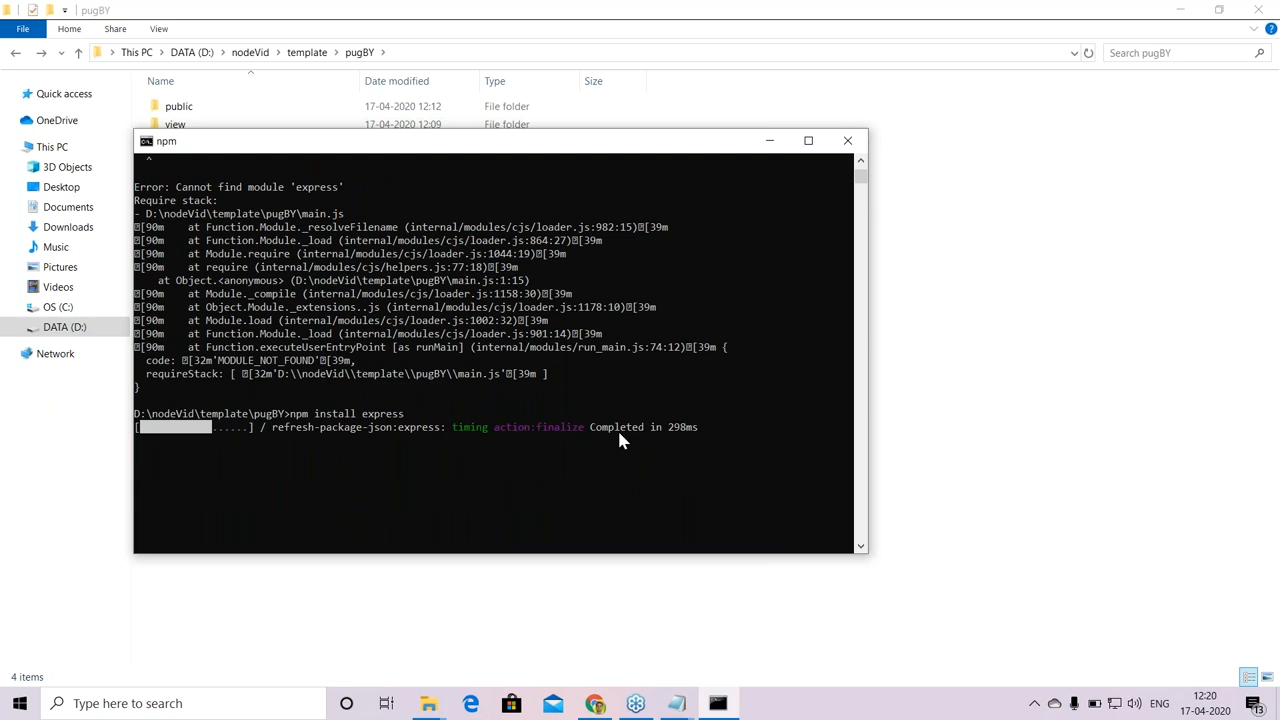 pugBY
File
Home
Share
View
This PC
DATA (D:)
nodeVid
template
pugBY
Search pugBY
Name
Date modified
Type
Size
Quick access
OneDrive
This PC
3D Objects
Desktop
Documents
Downloads
Music
Pictures
Videos
OS (C:)
DATA (D:)
Network
public 17-04-2020 12:12 File folder
view 17-04-2020 12:09 File folder
npm
^
Error: Cannot find module 'express'
Require stack:
- D:\nodeVid\template\pugBY\main.js
[90m at Function.Module._resolveFilename (internal/modules/cjs/loader.js:982:15)[39m
[90m at Function.Module._load (internal/modules/cjs/loader.js:864:27)[39m
[90m at Module.require (internal/modules/cjs/loader.js:1044:19)[39m
[90m at require (internal/modules/cjs/helpers.js:77:18)[39m
at Object.<anonymous> (D:\nodeVid\template\pugBY\main.js:1:15)
[90m at Module._compile (internal/modules/cjs/loader.js:1158:30)[39m
[90m at Object.Module._extensions..js (internal/modules/cjs/loader.js:1178:10)[39m
[90m at Module.load (internal/modules/cjs/loader.js:1002:32)[39m
[90m at Function.Module._load (internal/modules/cjs/loader.js:901:14)[39m
[90m at Function.executeUserEntryPoint [as runMain] (internal/modules/run_main.js:74:12)[39m {
code: [32m'MODULE_NOT_FOUND'[39m,
requireStack: [ [32m'D:\\nodeVid\\template\\pugBY\\main.js'[39m ]
}
D:\nodeVid\template\pugBY>npm install express
[ ......] / refresh-package-json:express: timing action:finalize Completed in 298ms
4 items
Type here to search
ENG
12:20
17-04-2020
13